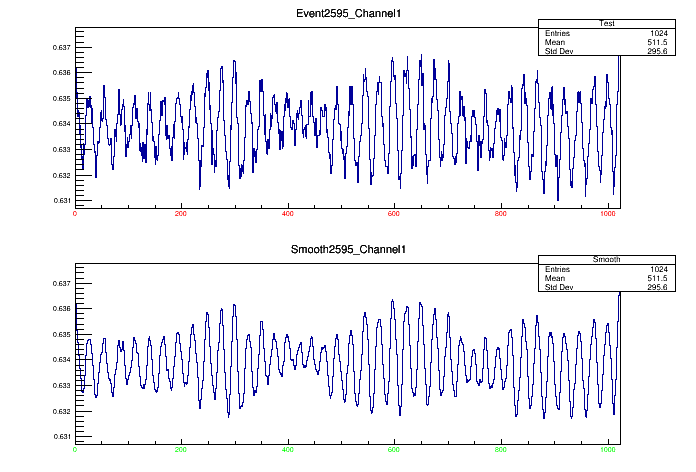 Event2595_Channel1
Test
Entries 1024
Mean 511.5
Std Dev 295.6
0.637
0.636
0.635
0.634
0.633
0.632
0.631
0 200 400 600 800 1000
Smooth2595_Channel1
Smooth
Entries 1024
Mean 511.5
Std Dev 295.6
0.637
0.636
0.635
0.634
0.633
0.632
0.631
0 200 400 600 800 1000